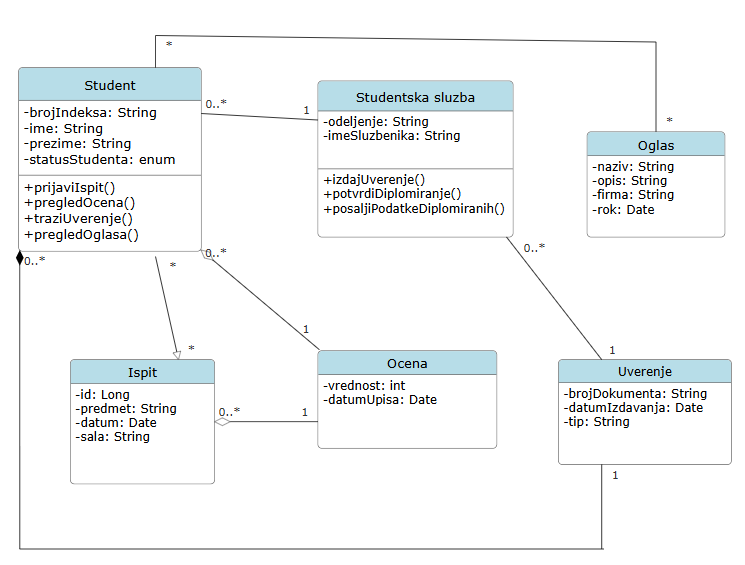 *
Student
-brojIndeksa: String
-ime: String
-prezime: String
-statusStudenta: enum
+prijaviIspit()
+pregledOcena()
+traziUverenje()
+pregledOglasa()
0..*
1
Studentska sluzba
-odeljenje: String
-imeSluzbenika: String
+izdajUverenje()
+potvrdiDiplomiranje()
+posaljiPodatkeDiplomiranih()
*
Oglas
-naziv: String
-opis: String
-firma: String
-rok: Date
0..*
*
0..*
0..*
1
*
1
Ispit
-id: Long
-predmet: String
-datum: Date
-sala: String
0..*
1
Ocena
-vrednost: int
-datumUpisa: Date
Uverenje
-brojDokumenta: String
-datumIzdavanja: Date
-tip: String
1